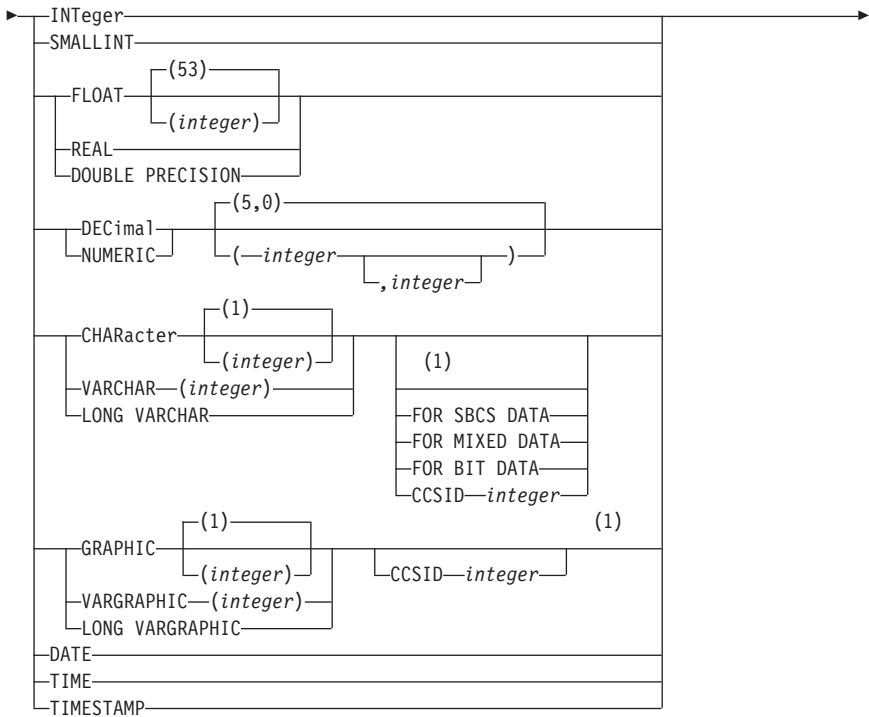 INTeger
SMALLINT
(53)
FLOAT
(integer)
REAL
DOUBLE PRECISION
(5,0)
DECimal
NUMERIC
( integer )
,integer
(1)
CHARacter
(integer)
(1)
VARCHAR (integer)
LONG VARCHAR
FOR SBCS DATA
FOR MIXED DATA
FOR BIT DATA
CCSID integer
(1) (1)
GRAPHIC
(integer) CCSID integer
VARGRAPHIC (integer)
LONG VARGRAPHIC
DATE
TIME
TIMESTAMP